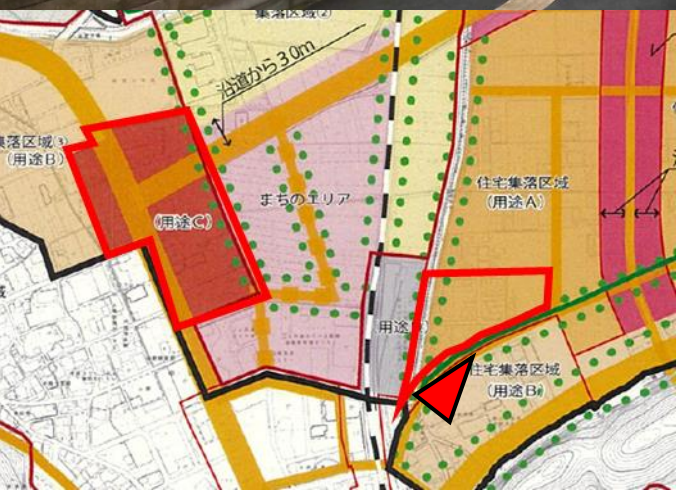 集落区域②
沿道から30m
集落区域③
(用途B)
(用途C)
まちのエリア
住宅集落区域
(用途A)
用途
住宅集落区域
(用途B)
域